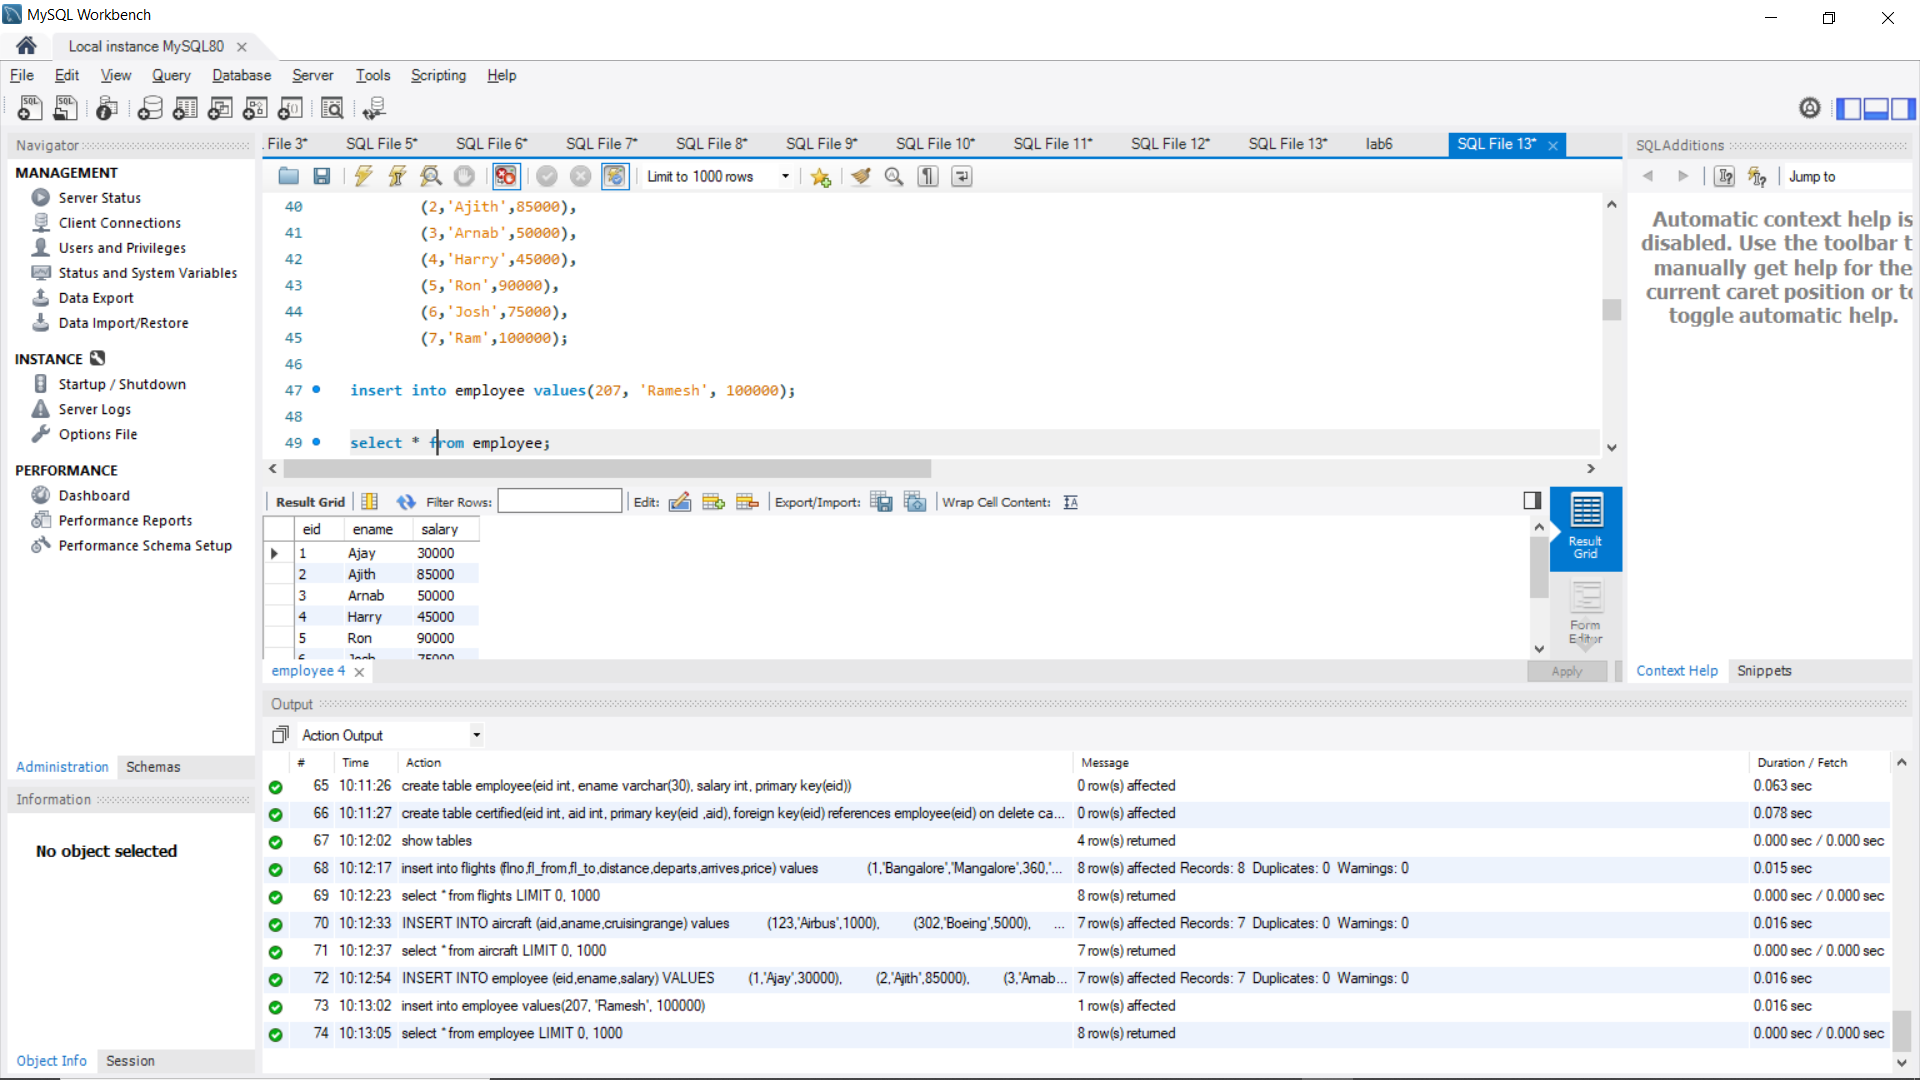 MySQL Workbench
Local instance MySQL80
File Edit View Query Database Server Tools Scripting Help
Navigator
MANAGEMENT
Server Status
Client Connections
Users and Privileges
Status and System Variables
Data Export
Data Import/Restore
INSTANCE
Startup / Shutdown
Server Logs
Options File
PERFORMANCE
Dashboard
Performance Reports
Performance Schema Setup
Administration Schemas
Information
No object selected
Object Info Session
. File 3* SQL File 5* SQL File 6* SQL File 7* SQL File 8* SQL File 9* SQL File 10* SQL File 11* SQL File 12* SQL File 13* lab6 SQL File 13*
Limit to 1000 rows
40 (2,'Ajith',85000),
41 (3,'Arnab',50000),
42 (4,'Harry',45000),
43 (5,'Ron',90000),
44 (6,'Josh',75000),
45 (7,'Ram',100000);
46
47 insert into employee values(207, 'Ramesh', 100000);
48
49 select * from employee;
Result Grid Filter Rows: Edit: Export/Import: Wrap Cell Content:
eid ename salary
1 Ajay 30000
2 Ajith 85000
3 Arnab 50000
4 Harry 45000
5 Ron 90000
6 Josh 75000
Result
Grid
Form
Editor
employee 4
Apply
SQLAdditions
Jump to
Automatic context help is
disabled. Use the toolbar t
manually get help for the
current caret position or to
toggle automatic help.
Context Help Snippets
Output
Action Output
# Time Action Message Duration / Fetch
65 10:11:26 create table employee(eid int, ename varchar(30), salary int, primary key(eid)) 0 row(s) affected 0.063 sec
66 10:11:27 create table certified(eid int, aid int, primary key(eid ,aid), foreign key(eid) references employee(eid) on delete ca... 0 row(s) affected 0.078 sec
67 10:12:02 show tables 4 row(s) returned 0.000 sec / 0.000 sec
68 10:12:17 insert into flights (flno,fl_from,fl_to,distance,departs,arrives,price) values (1,'Bangalore','Mangalore',360,'... 8 row(s) affected Records: 8 Duplicates: 0 Warnings: 0 0.015 sec
69 10:12:23 select * from flights LIMIT 0, 1000 8 row(s) returned 0.000 sec / 0.000 sec
70 10:12:33 INSERT INTO aircraft (aid,aname,cruisingrange) values (123,'Airbus',1000), (302,'Boeing',5000), ... 7 row(s) affected Records: 7 Duplicates: 0 Warnings: 0 0.016 sec
71 10:12:37 select * from aircraft LIMIT 0, 1000 7 row(s) returned 0.000 sec / 0.000 sec
72 10:12:54 INSERT INTO employee (eid,ename,salary) VALUES (1,'Ajay',30000), (2,'Ajith',85000), (3,'Arnab... 7 row(s) affected Records: 7 Duplicates: 0 Warnings: 0 0.016 sec
73 10:13:02 insert into employee values(207, 'Ramesh', 100000) 1 row(s) affected 0.016 sec
74 10:13:05 select * from employee LIMIT 0, 1000 8 row(s) returned 0.000 sec / 0.000 sec